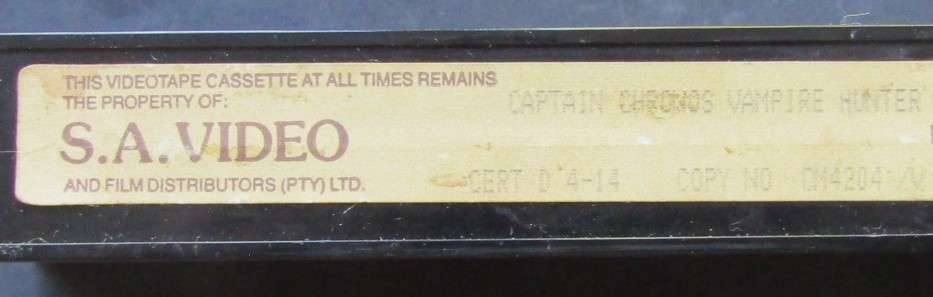 THIS VIDEOTAPE CASSETTE AT ALL TIMES REMAINS
THE PROPERTY OF:
S.A. VIDEO
AND FILM DISTRIBUTORS (PTY) LTD.
CAPTAIN CHRONOS VAMPIRE HUNTER
CERT D 4-14 COPY NO QM4204 /V